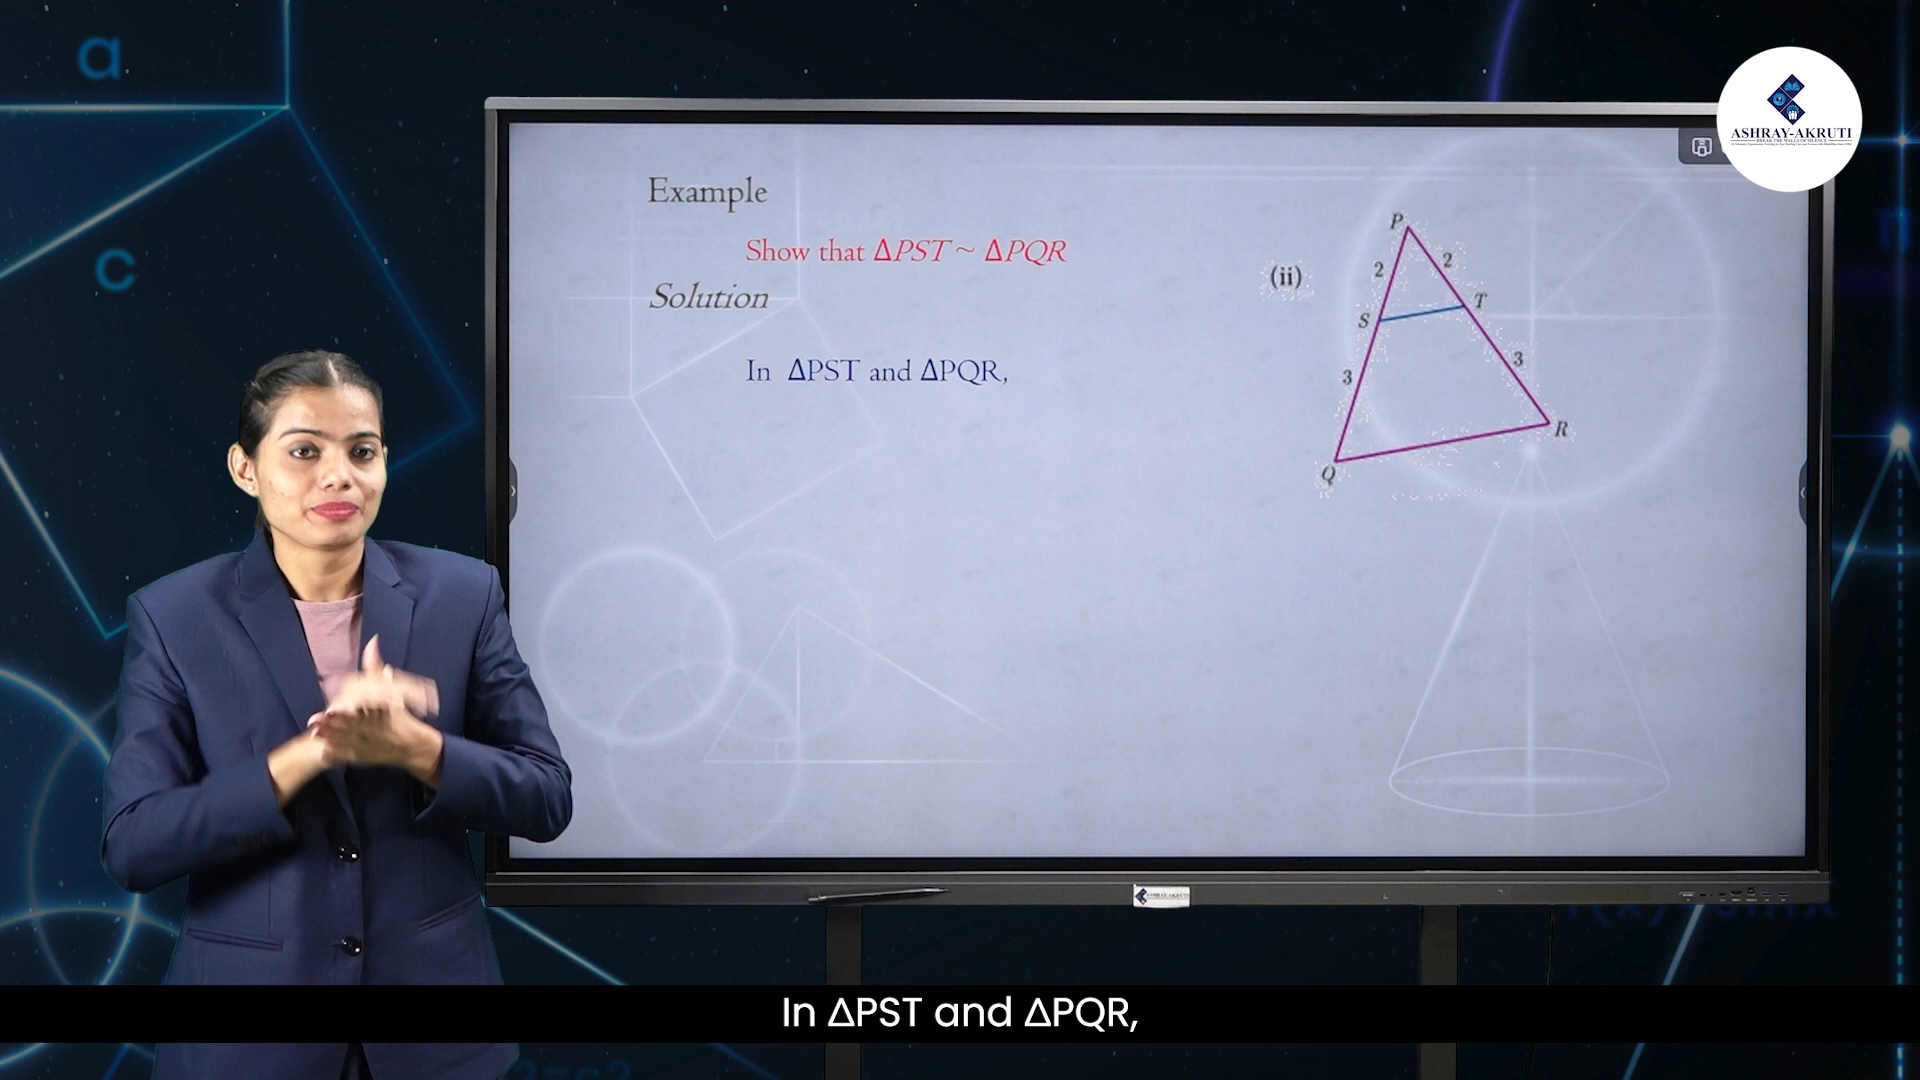 a
c
ASHRAY-AKRUTI
Example
Show that ΔPST ~ ΔPQR
Solution
In ΔPST and ΔPQR,
(ii)
P
2
2
S
T
3
3
R
Q
In ΔPST and ΔPQR,